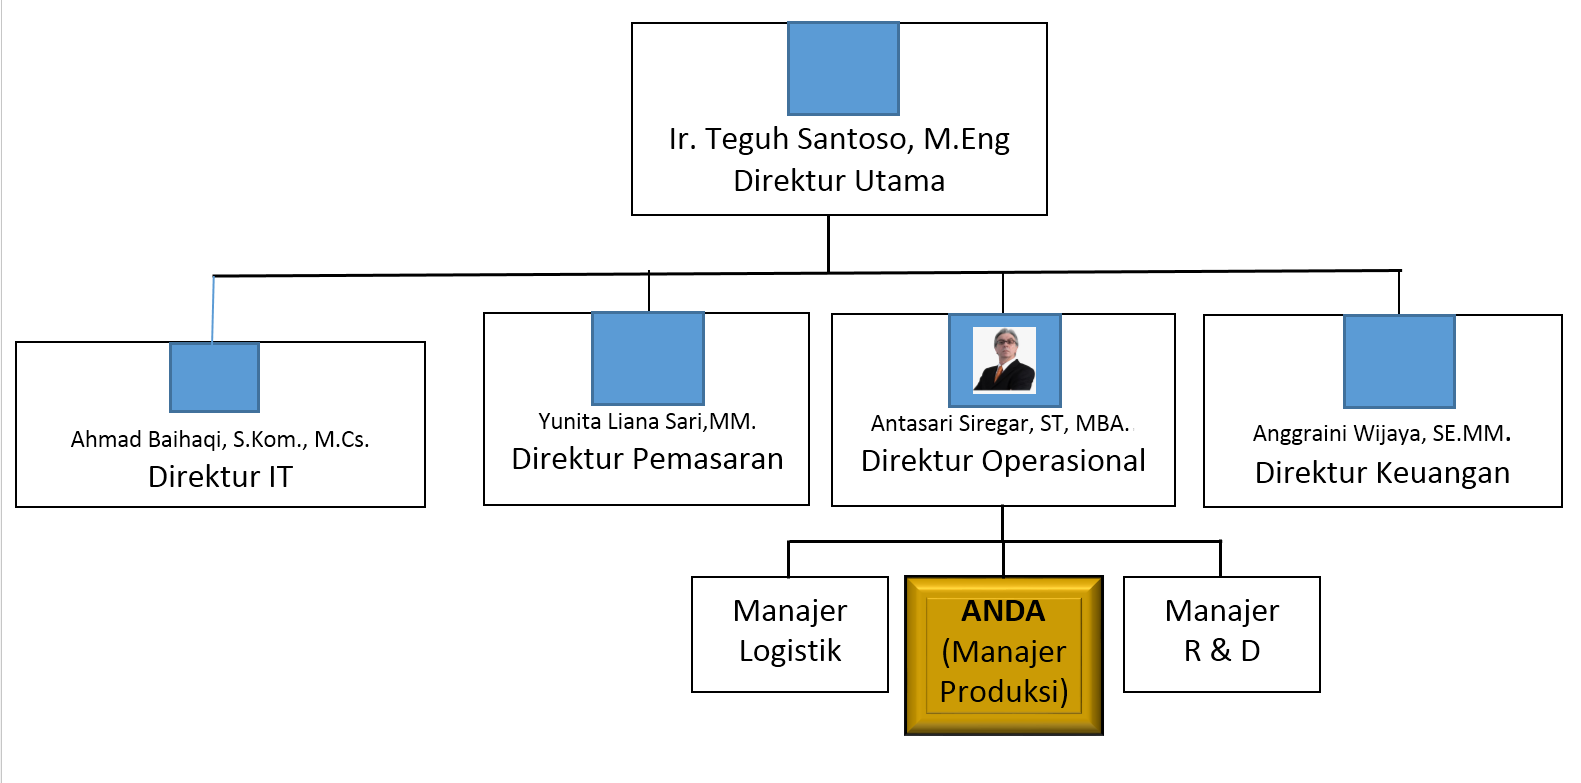 Ir. Teguh Santoso, M.Eng
Direktur Utama
Ahmad Baihaqi, S.Kom., M.Cs.
Direktur IT
Yunita Liana Sari,MM.
Direktur Pemasaran
Antasari Siregar, ST, MBA.
Direktur Operasional
Anggraini Wijaya, SE.MM.
Direktur Keuangan
Manajer
Logistik
ANDA
(Manajer
Produksi)
Manajer
R & D